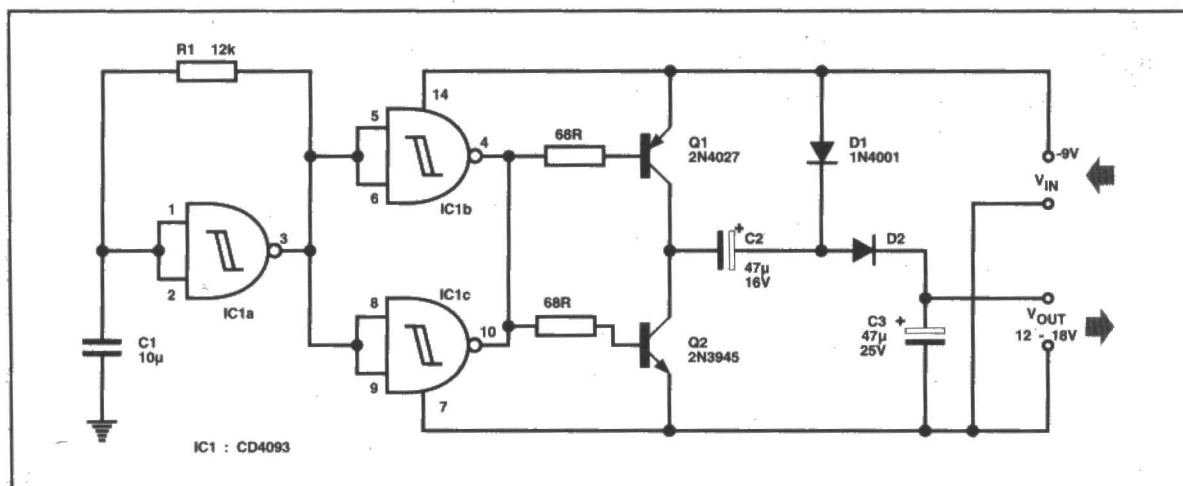 R1 12k
14
5
4
6
IC1b
68R
Q1
2N4027
D1
1N4001
-9V
VIN
1
3
2
IC1a
C2
+
47µ
16V
D2
IC1c
8
10
9
7
68R
Q2
2N3945
C3 +
47µ
25V
VOUT
12 - 18V
C1
10µ
IC1 : CD4093